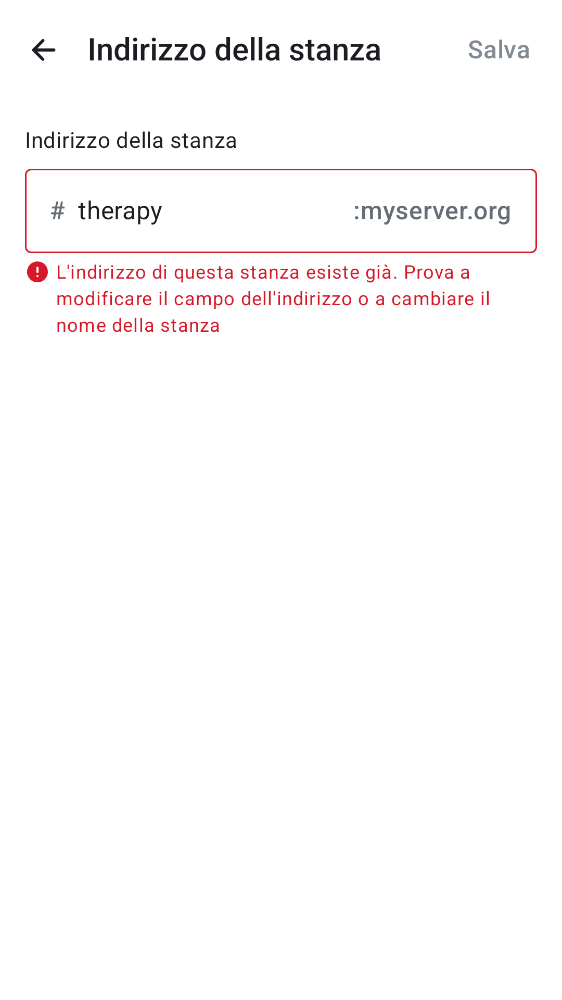 Indirizzo della stanza Salva
Indirizzo della stanza
# therapy :myserver.org
L'indirizzo di questa stanza esiste già. Prova a
modificare il campo dell'indirizzo o a cambiare il
nome della stanza